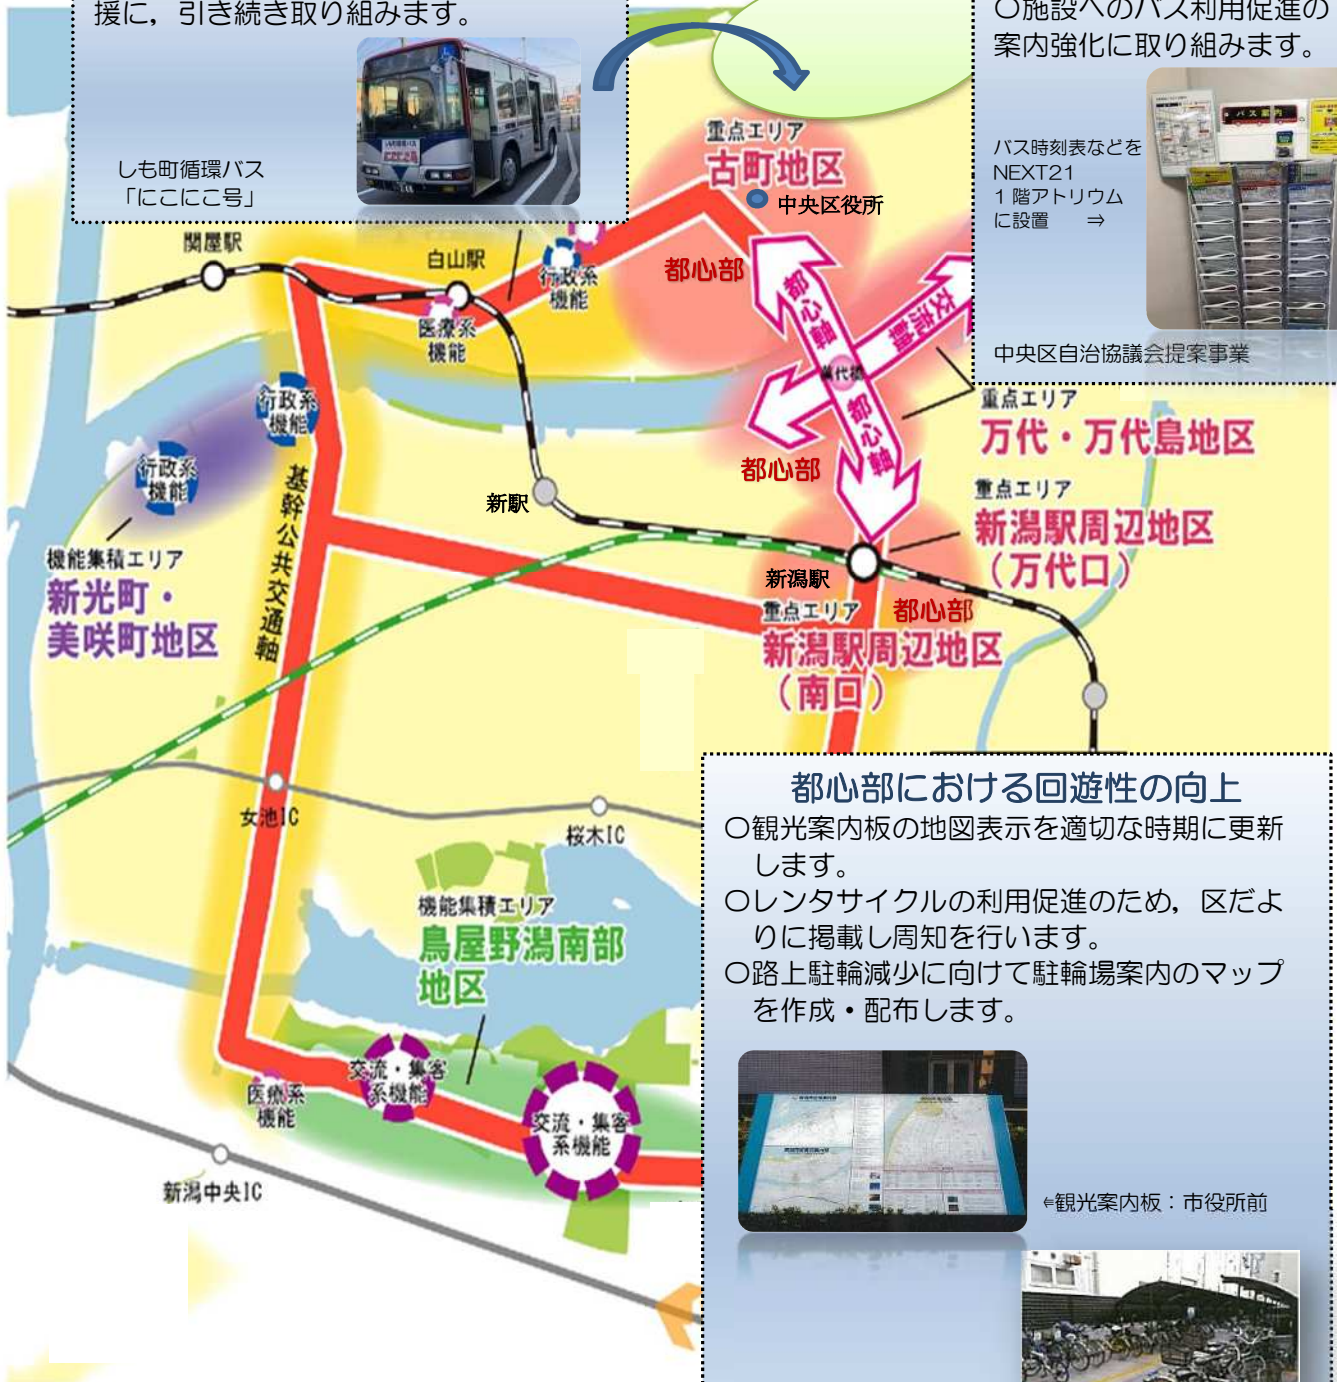 援に，引き続き取り組みます。
しも町循環バス
「にこにこ号」
〇施設へのバス利用促進の
案内強化に取り組みます。
バス時刻表などを
NEXT21
１階アトリウム
に設置　⇒
バス案内
中央区自治協議会提案事業
重点エリア
古町地区
中央区役所
関屋駅
白山駅
行政系
機能
都心部
医療系
機能
都心軸
交流軸
萬代橋
都心軸
都心部
重点エリア
万代・万代島地区
行政系
機能
行政系
機能
基幹公共交通軸
新駅
重点エリア
新潟駅周辺地区
（万代口）
機能集積エリア
新光町・
美咲町地区
新潟駅
都心部
重点エリア
新潟駅周辺地区
（南口）
女池IC
桜木IC
機能集積エリア
鳥屋野潟南部
地区
医療系
機能
交流・集客
系機能
交流・集客
系機能
新潟中央IC
都心部における回遊性の向上
〇観光案内板の地図表示を適切な時期に更新
します。
〇レンタサイクルの利用促進のため，区だよ
りに掲載し周知を行います。
〇路上駐輪減少に向けて駐輪場案内のマップ
を作成・配布します。
⇐観光案内板：市役所前